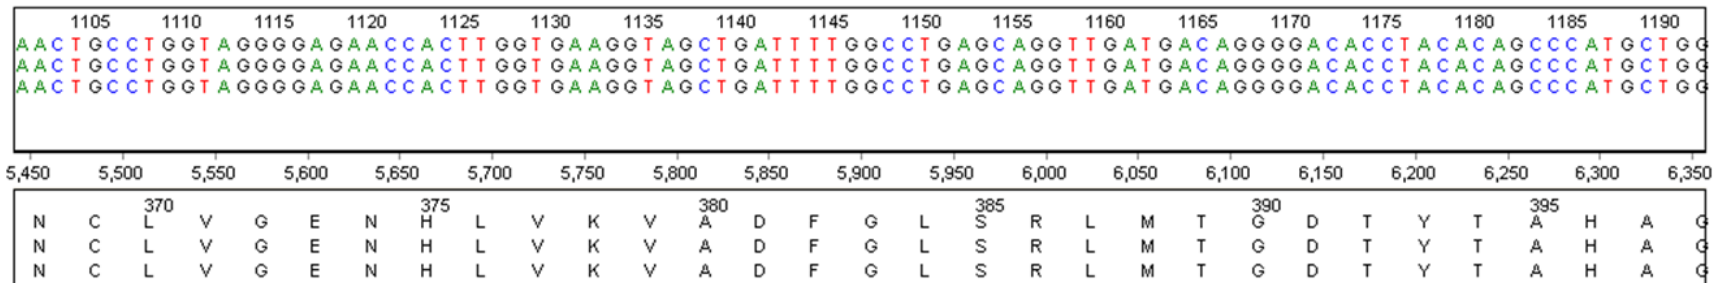 1105 1110 1115 1120 1125 1130 1135 1140 1145 1150 1155 1160 1165 1170 1175 1180 1185 1190
AACTGCCTGGTAGGGGAGAACCACTTGGTGAAGGTAGCTGATTTTGGCCTGAGCAGGTTGATGACAGGGGACACCTACACAGCCCATGCTGG
AACTGCCTGGTAGGGGAGAACCACTTGGTGAAGGTAGCTGATTTTGGCCTGAGCAGGTTGATGACAGGGGACACCTACACAGCCCATGCTGG
AACTGCCTGGTAGGGGAGAACCACTTGGTGAAGGTAGCTGATTTTGGCCTGAGCAGGTTGATGACAGGGGACACCTACACAGCCCATGCTGG
5,450 5,500 5,550 5,600 5,650 5,700 5,750 5,800 5,850 5,900 5,950 6,000 6,050 6,100 6,150 6,200 6,250 6,300 6,350
370 375 380 385 390 395
N C L V G E N H L V K V A D F G L S R L M T G D T Y T A H A G
N C L V G E N H L V K V A D F G L S R L M T G D T Y T A H A G
N C L V G E N H L V K V A D F G L S R L M T G D T Y T A H A G